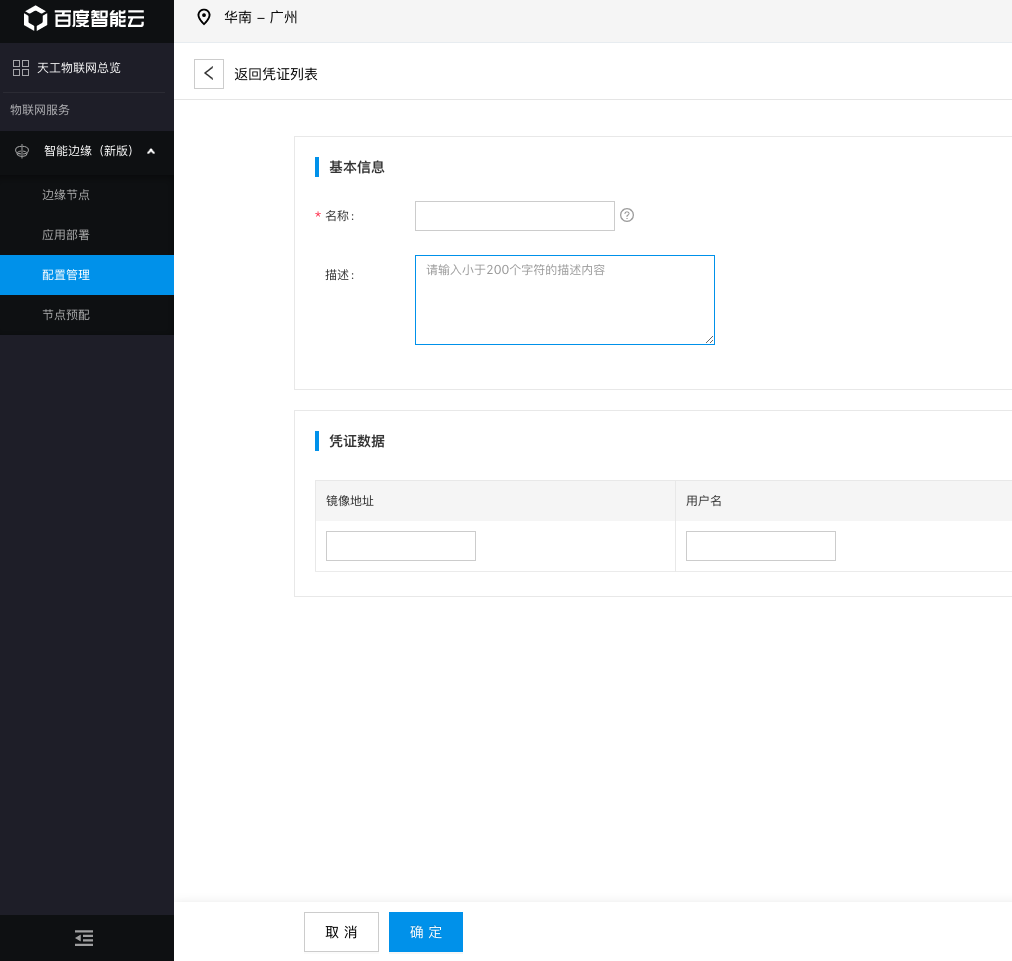 百度智能云
华南 – 广州
天工物联网总览
返回凭证列表
物联网服务
智能边缘（新版）
边缘节点
应用部署
配置管理
节点预配
基本信息
* 名称：
描述：
请输入小于200个字符的描述内容
凭证数据
镜像地址
用户名
取消
确定